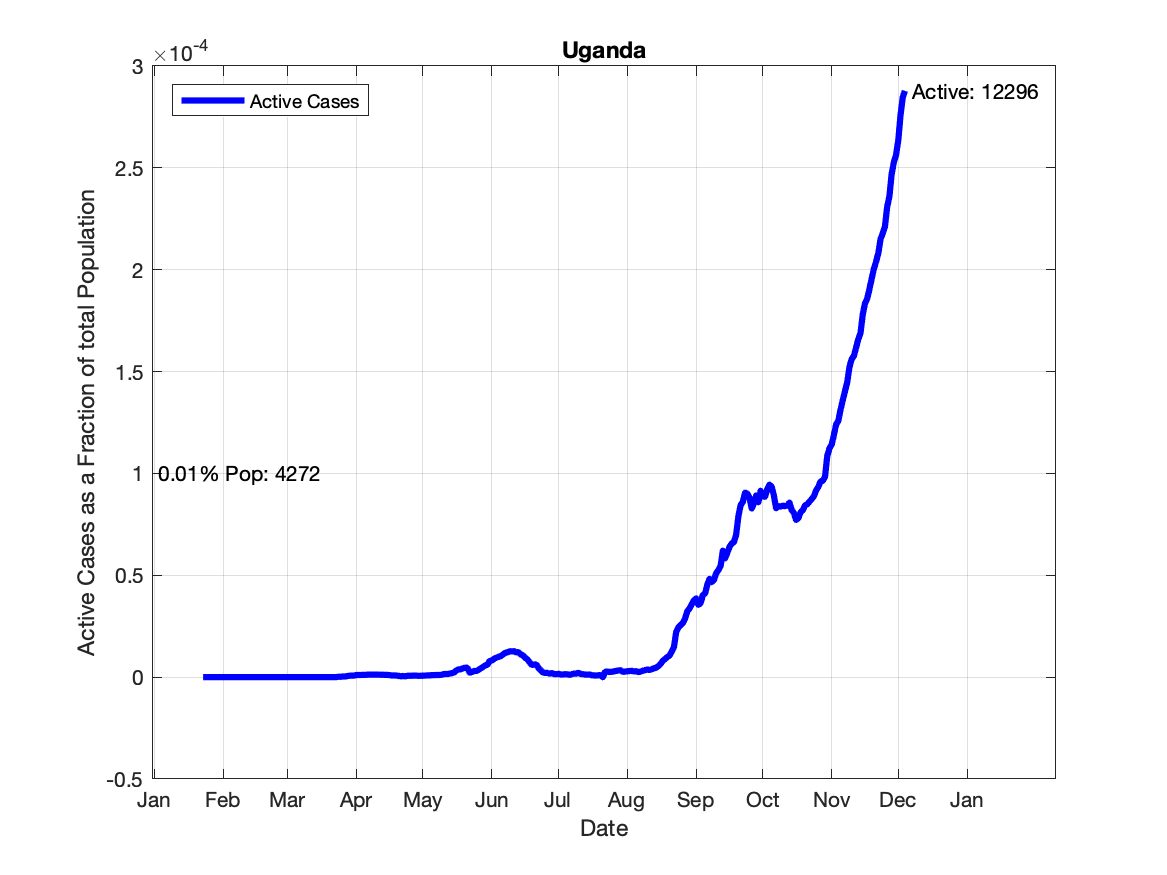 Uganda
×10-4
3
2.5
2
1.5
1
0.5
0
-0.5
Active Cases as a Fraction of total Population
Active Cases
Active: 12296
0.01% Pop: 4272
Jan Feb Mar Apr May Jun Jul Aug Sep Oct Nov Dec Jan
Date